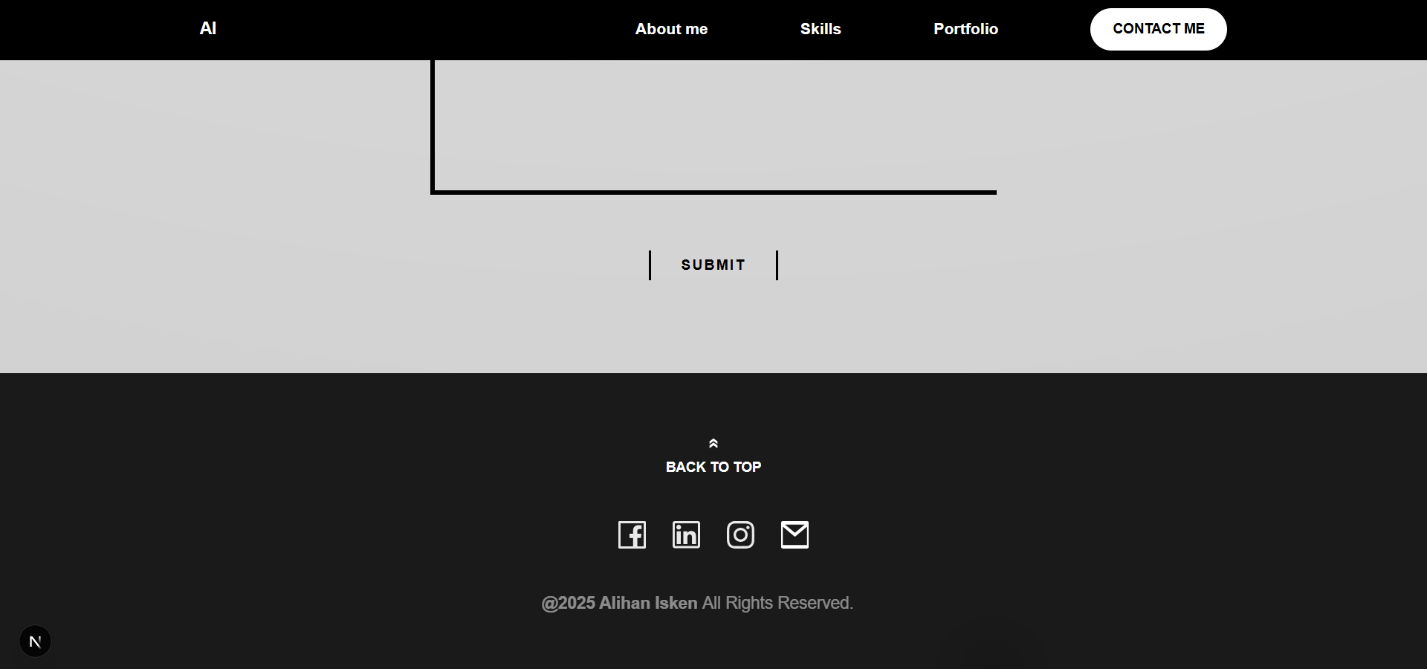 AI
About me
Skills
Portfolio
CONTACT ME
SUBMIT
BACK TO TOP
@2025 Alihan Isken All Rights Reserved.
N